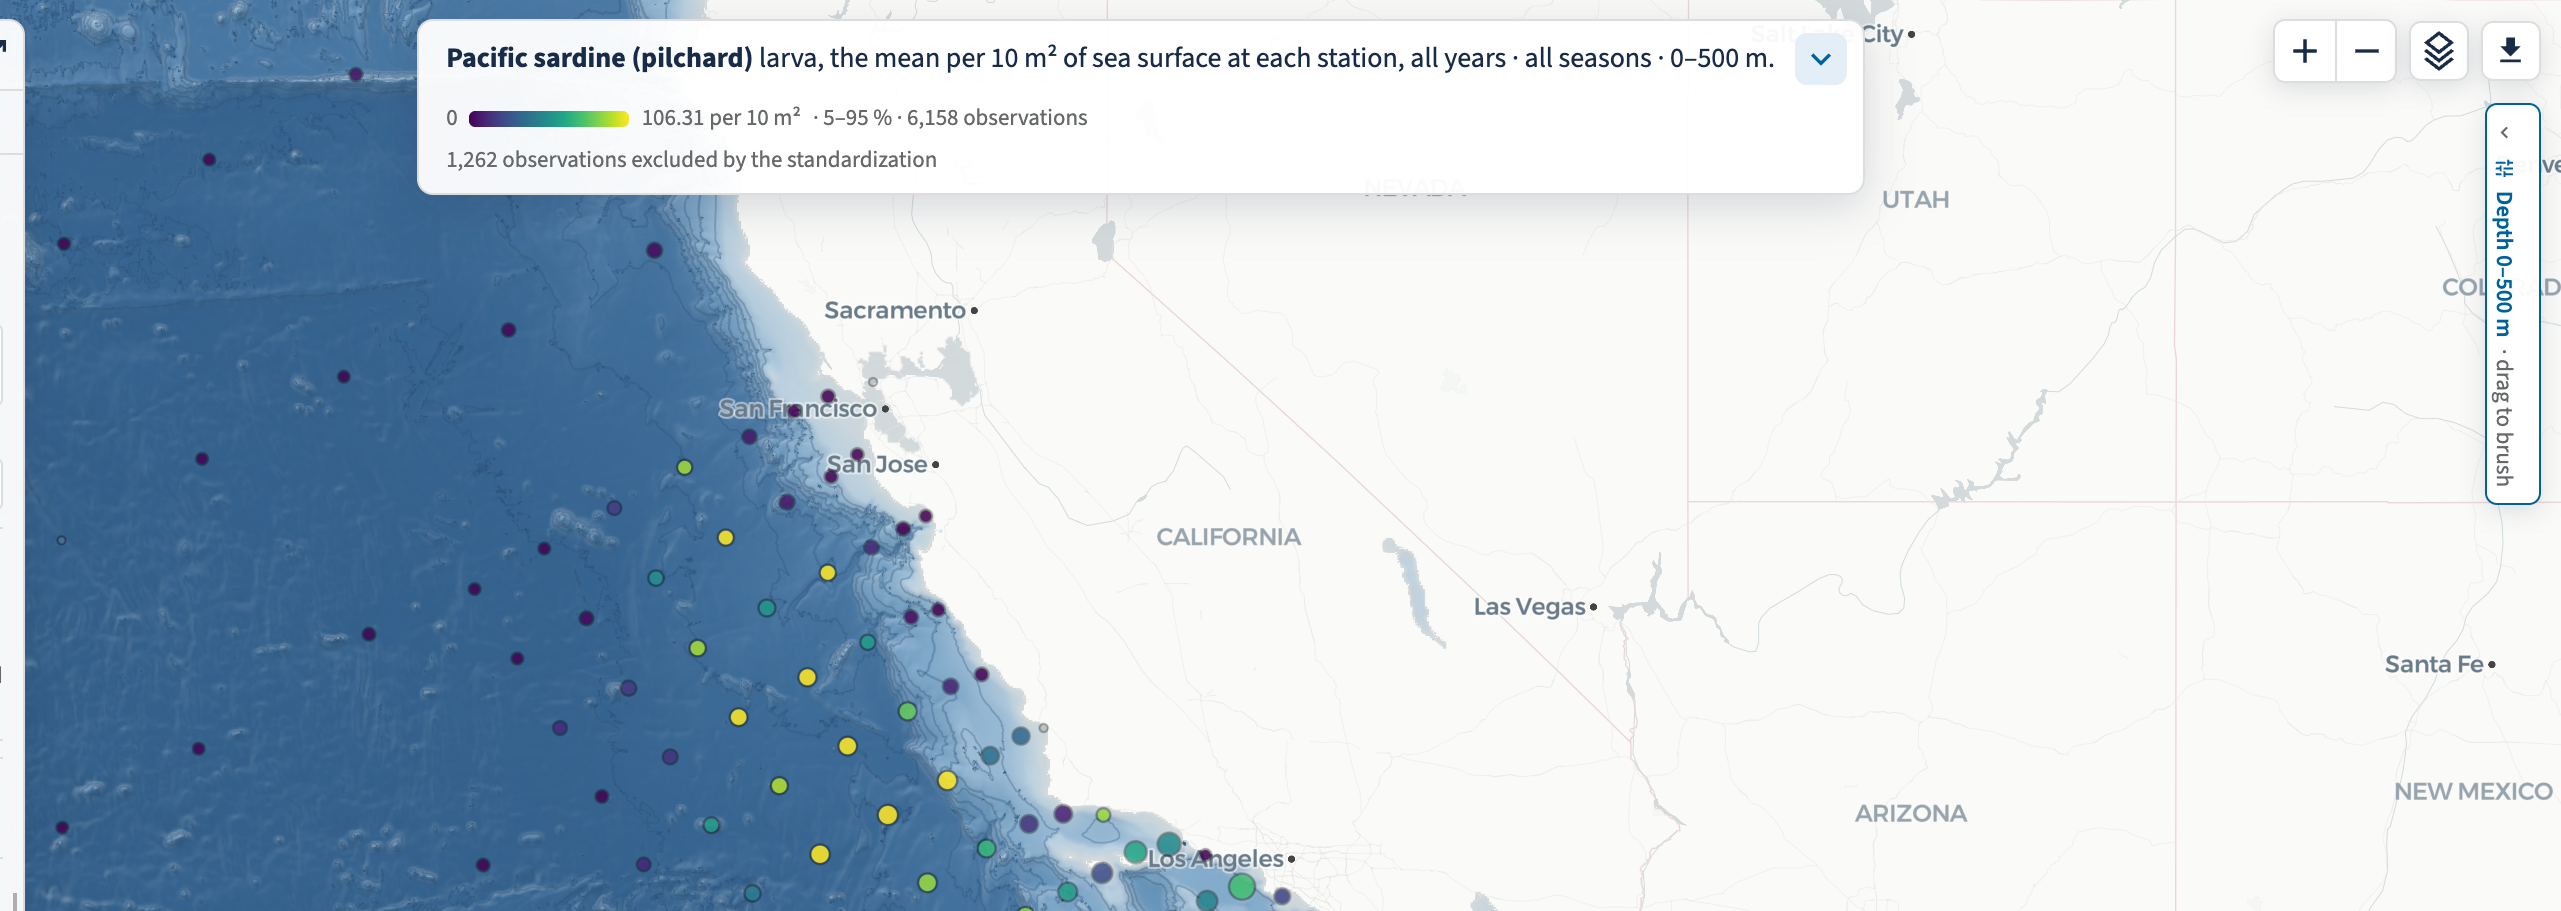 Pacific sardine (pilchard) larva, the mean per 10 m² of sea surface at each station, all years · all seasons · 0–500 m.
0 106.31 per 10 m² · 5–95 % · 6,158 observations
1,262 observations excluded by the standardization
Salt Lake City
NEVADA
UTAH
Depth 0–500 m · drag to brush
Sacramento
San Francisco
San Jose
CALIFORNIA
Las Vegas
Santa Fe
NEW MEXICO
ARIZONA
Los Angeles